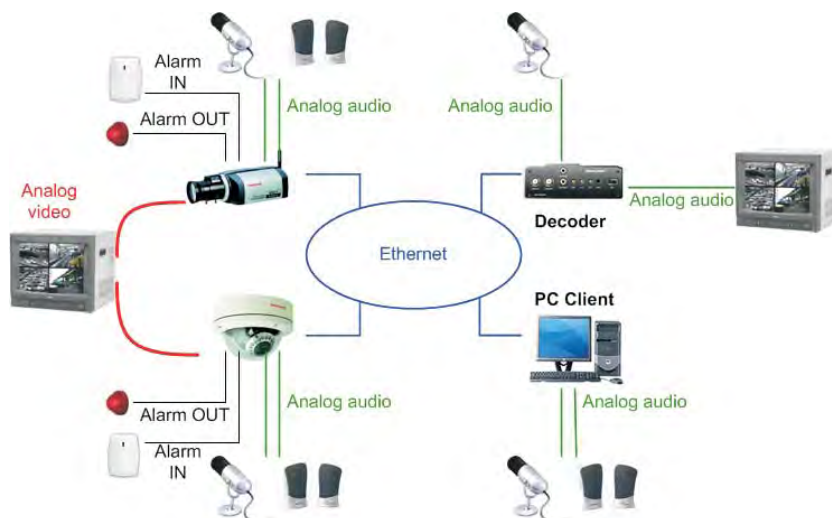 Alarm
IN
Analog audio
Analog audio
Alarm OUT
Analog
video
Decoder
Analog audio
Ethernet
PC Client
Alarm OUT
Analog audio
Analog audio
Alarm
IN